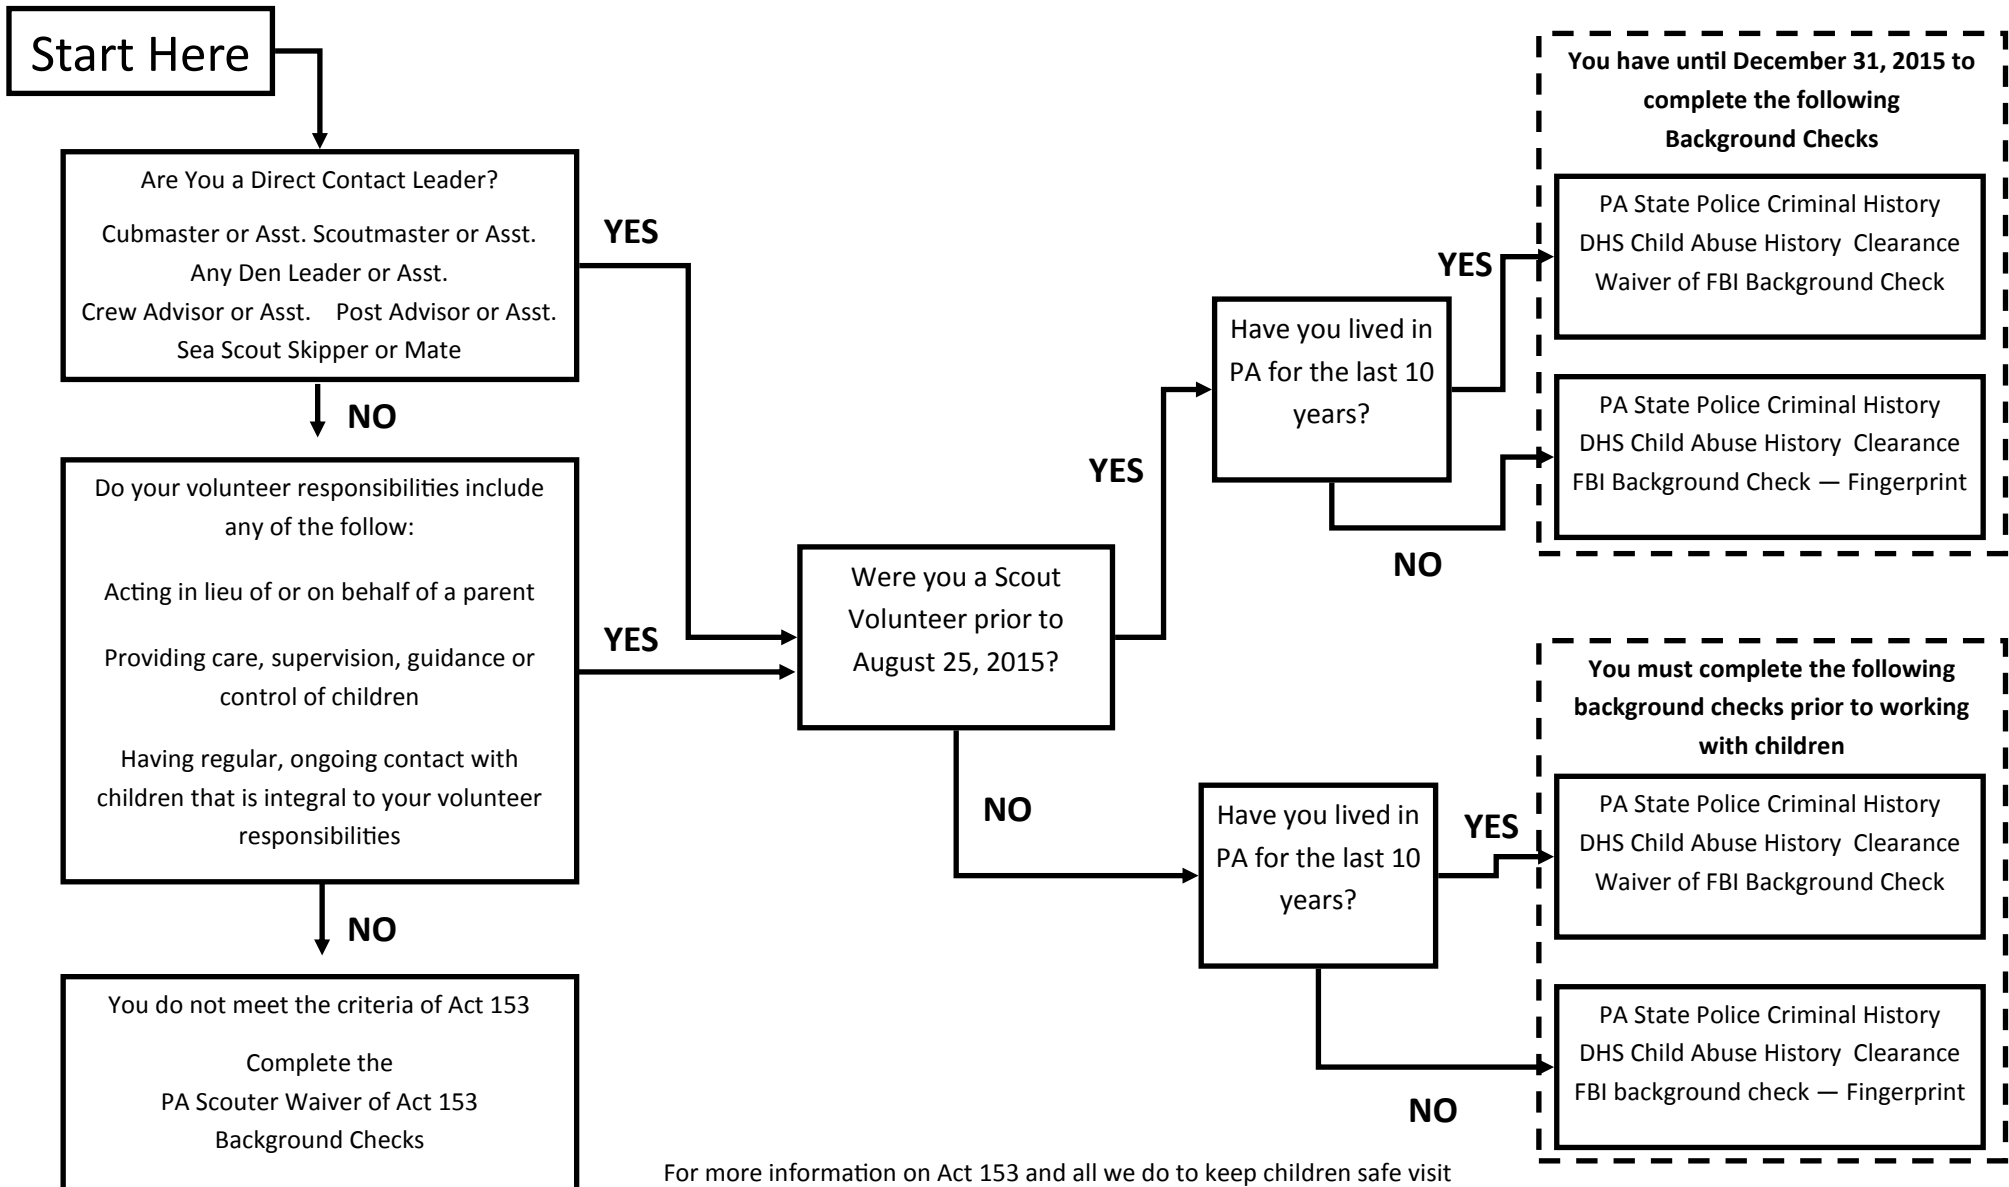 Start Here
Are You a Direct Contact Leader?
Cubmaster or Asst. Scoutmaster or Asst.
Any Den Leader or Asst.
Crew Advisor or Asst. Post Advisor or Asst.
Sea Scout Skipper or Mate
YES
NO
Do your volunteer responsibilities include
any of the follow:
Acting in lieu of or on behalf of a parent
Providing care, supervision, guidance or
control of children
Having regular, ongoing contact with
children that is integral to your volunteer
responsibilities
YES
NO
You do not meet the criteria of Act 153
Complete the
PA Scouter Waiver of Act 153
Background Checks
Were you a Scout
Volunteer prior to
August 25, 2015?
YES
NO
Have you lived in
PA for the last 10
years?
YES
NO
You have until December 31, 2015 to
complete the following
Background Checks
PA State Police Criminal History
DHS Child Abuse History Clearance
Waiver of FBI Background Check
PA State Police Criminal History
DHS Child Abuse History Clearance
FBI Background Check — Fingerprint
Have you lived in
PA for the last 10
years?
YES
NO
You must complete the following
background checks prior to working
with children
PA State Police Criminal History
DHS Child Abuse History Clearance
Waiver of FBI Background Check
PA State Police Criminal History
DHS Child Abuse History Clearance
FBI background check — Fingerprint
For more information on Act 153 and all we do to keep children safe visit